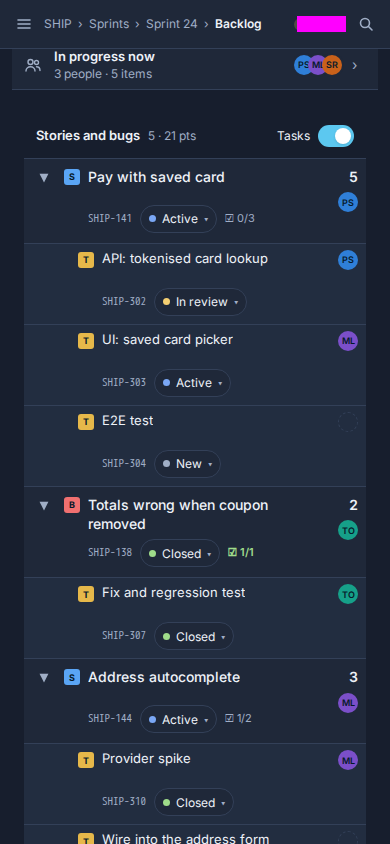 SHIP › Sprints › Sprint 24 › Backlog
In progress now
3 people · 5 items
PS ML SR
Stories and bugs 5 · 21 pts Tasks
S Pay with saved card 5
PS
SHIP-141 Active 0/3
T API: tokenised card lookup PS
SHIP-302 In review
T UI: saved card picker ML
SHIP-303 Active
T E2E test
SHIP-304 New
B Totals wrong when coupon 2
removed TO
SHIP-138 Closed 1/1
T Fix and regression test TO
SHIP-307 Closed
S Address autocomplete 3
ML
SHIP-144 Active 1/2
T Provider spike ML
SHIP-310 Closed
T Wire into the address form